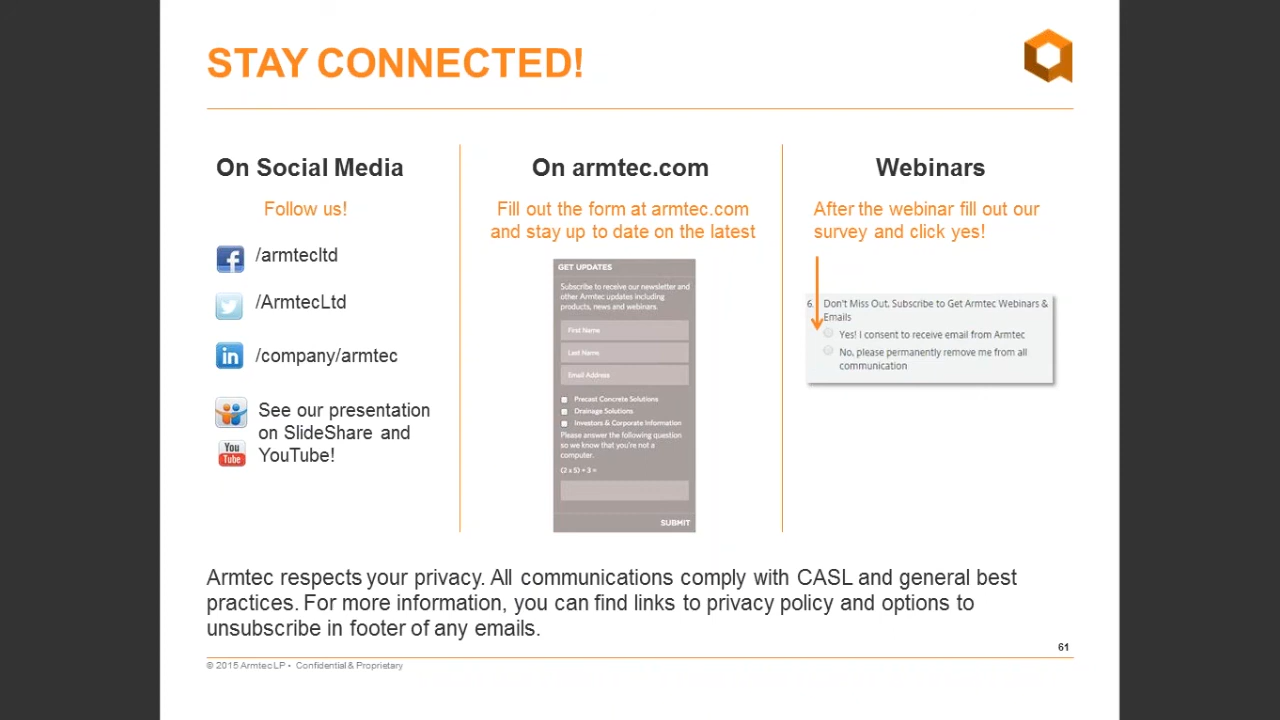 STAY CONNECTED!
On Social Media
Follow us!
/armtecltd
/ArmtecLtd
in
/company/armtec
You
Tube
See our presentation
on SlideShare and
YouTube!
On armtec.com
Fill out the form at armtec.com
and stay up to date on the latest
GET UPDATES
Subscribe to receive our newsletter and
other Armtec updates including
products, news and webinars.
First Name
Last Name
Email Address
Precast Concrete Solutions
Drainage Solutions
Investors & Corporate Information
Please answer the following question
so we know that you're not a
computer.
(2 x 5) + 3 =
SUBMIT
Webinars
After the webinar fill out our
survey and click yes!
6. Don't Miss Out, Subscribe to Get Armtec Webinars &
Emails
Yes! I consent to receive email from Armtec
No, please permanently remove me from all
communication
Armtec respects your privacy. All communications comply with CASL and general best
practices. For more information, you can find links to privacy policy and options to
unsubscribe in footer of any emails.
61
© 2015 Armtec LP • Confidential & Proprietary